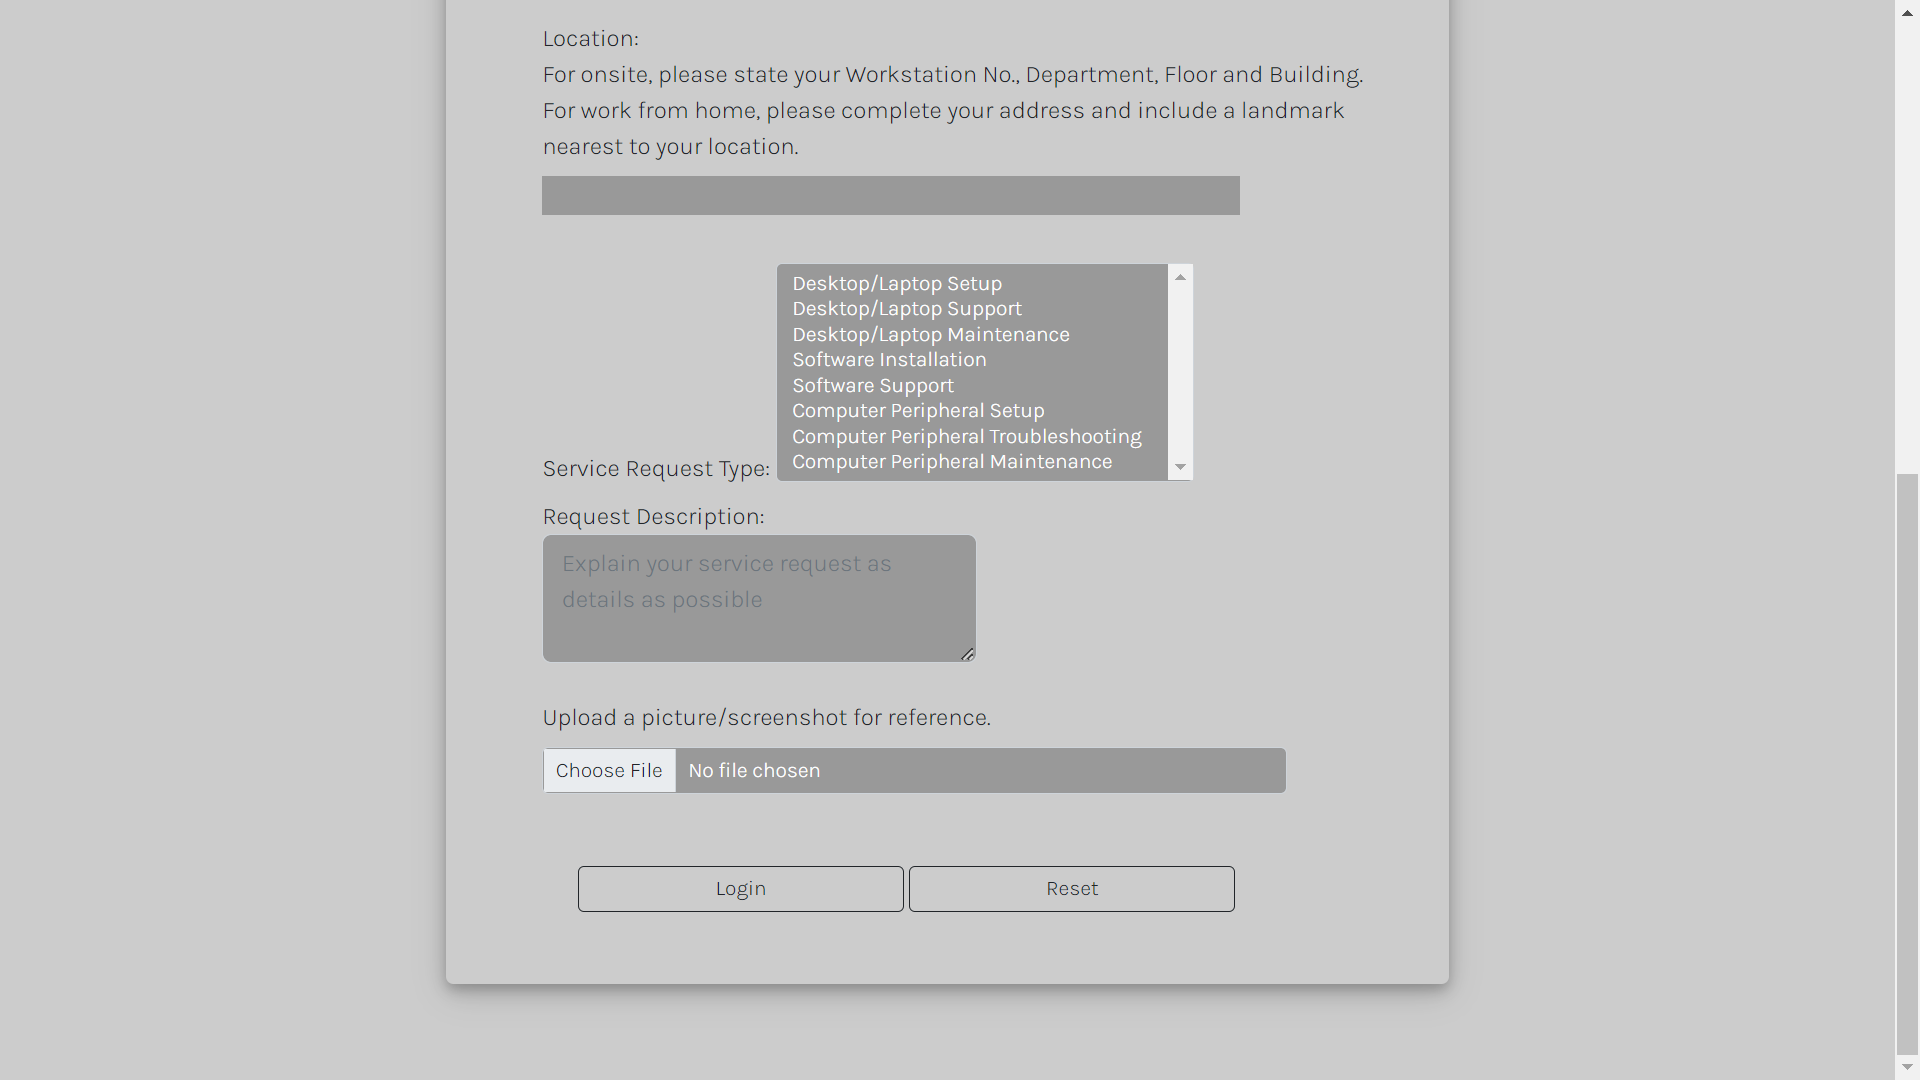 Location:
For onsite, please state your Workstation No., Department, Floor and Building.
For work from home, please complete your address and include a landmark
nearest to your location.
Desktop/Laptop Setup
Desktop/Laptop Support
Desktop/Laptop Maintenance
Software Installation
Software Support
Computer Peripheral Setup
Computer Peripheral Troubleshooting
Computer Peripheral Maintenance
Service Request Type:
Request Description:
Explain your service request as
details as possible
Upload a picture/screenshot for reference.
Choose File No file chosen
Login Reset